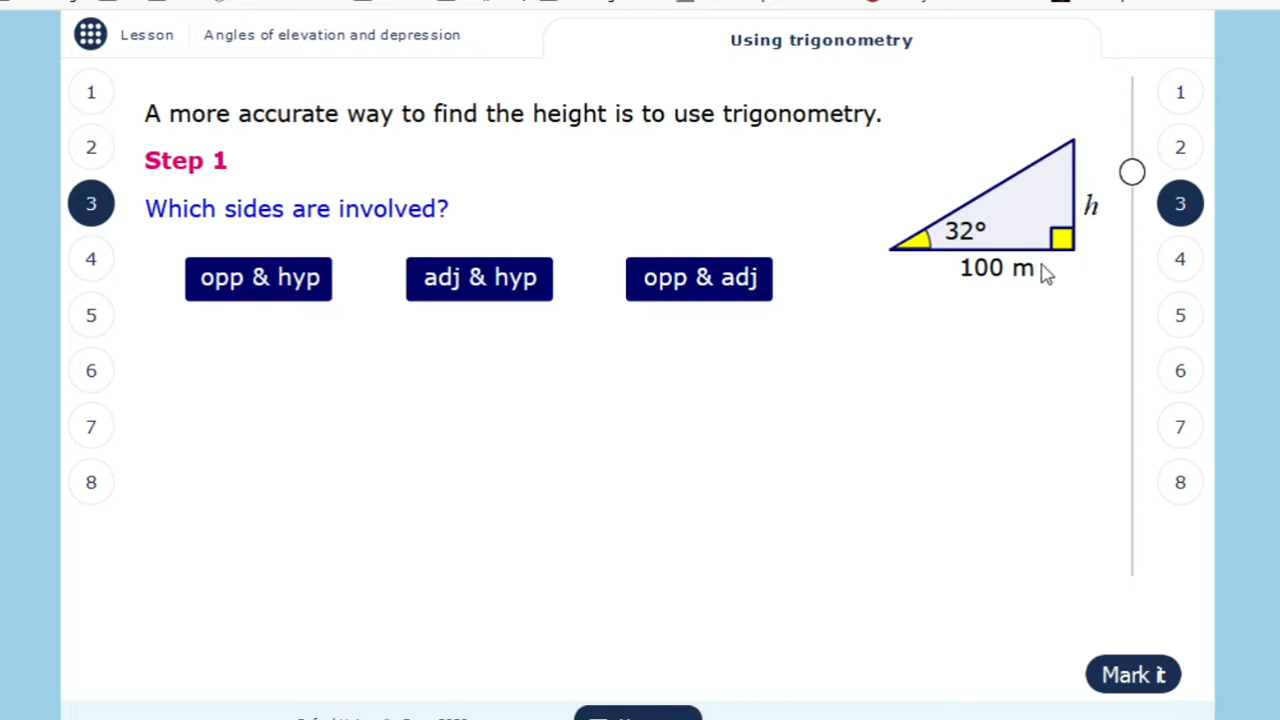 Lesson
Angles of elevation and depression
Using trigonometry
1
2
3
4
5
6
7
8
A more accurate way to find the height is to use trigonometry.
Step 1
Which sides are involved?
opp & hyp
adj & hyp
opp & adj
32°
h
100 m
1
2
3
4
5
6
7
8
Mark it